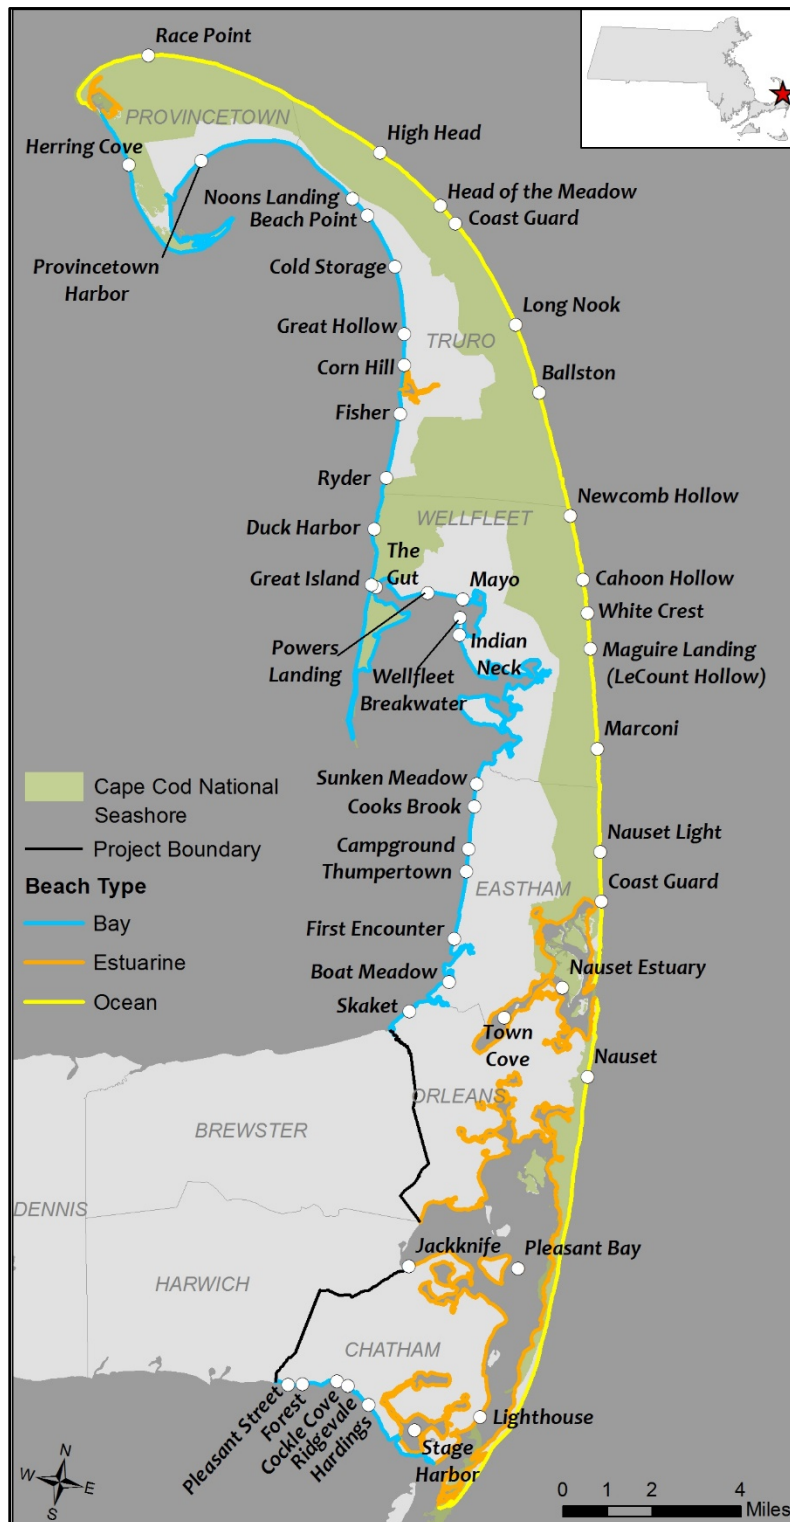 Race Point
PROVINCETOWN
High Head
Herring Cove
Head of the Meadow
Noons Landing
Beach Point
Coast Guard
Provincetown
Harbor
Cold Storage
Long Nook
Great Hollow
TRURO
Corn Hill
Ballston
Fisher
Ryder
Newcomb Hollow
WELLFLEET
Duck Harbor
The
Gut
Great Island
Mayo
Cahoon Hollow
White Crest
Powers
Landing
Indian
Neck
Maguire Landing
(LeCount Hollow)
Wellfleet
Breakwater
Marconi
Sunken Meadow
Cooks Brook
Cape Cod National
Seashore
Project Boundary
Beach Type
Bay
Estuarine
Ocean
Campground
Thumpertown
Nauset Light
EASTHAM
Coast Guard
First Encounter
Boat Meadow
Nauset Estuary
Skaket
Town
Cove
Nauset
ORLEANS
BREWSTER
DENNIS
Jackknife
Pleasant Bay
HARWICH
CHATHAM
Pleasant Street
Forest
Cockle Cove
Ridgevale
Hardings
Lighthouse
Stage
Harbor
N
W
E
S
0 1 2 4
Miles